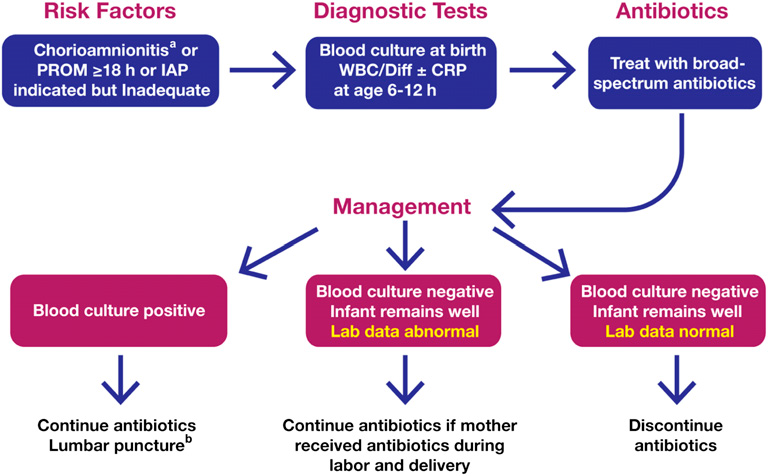 Risk Factors
Diagnostic Tests
Antibiotics
Chorioamnionitisᵃ or
PROM ≥18 h or IAP
indicated but Inadequate
Blood culture at birth
WBC/Diff ± CRP
at age 6-12 h
Treat with broad-
spectrum antibiotics
Management
Blood culture positive
Blood culture negative
Infant remains well
Lab data abnormal
Blood culture negative
Infant remains well
Lab data normal
Continue antibiotics
Lumbar punctureᵇ
Continue antibiotics if mother
received antibiotics during
labor and delivery
Discontinue
antibiotics